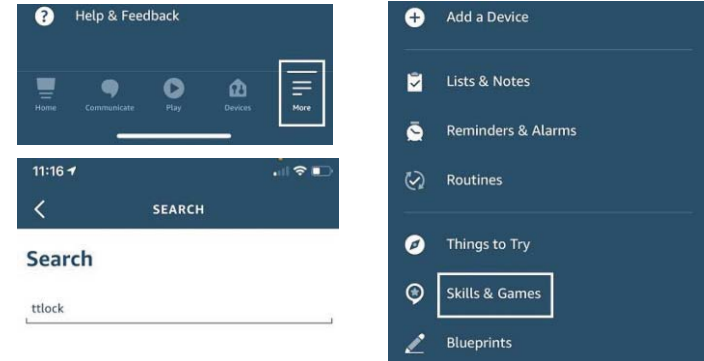 Help & Feedback
Home Communicate Play Devices More
11:16
SEARCH
Search
ttlock
Add a Device
Lists & Notes
Reminders & Alarms
Routines
Things to Try
Skills & Games
Blueprints